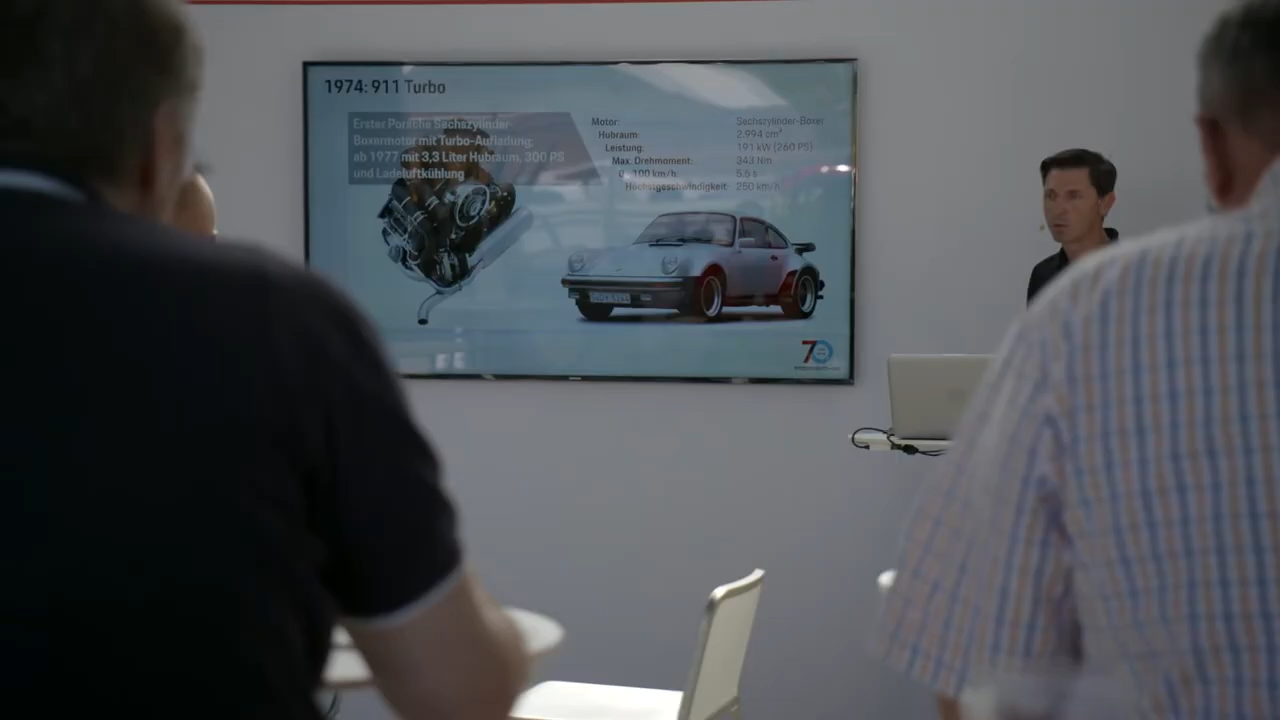 1974: 911 Turbo
Erster Porsche Sechszylinder-
Boxermotor mit Turbo-Aufladung;
ab 1977 mit 3,3 Liter Hubraum, 300 PS
und Ladeluftkühlung
Motor: Sechszylinder-Boxer
Hubraum: 2.994 cm³
Leistung: 191 kW (260 PS)
Max. Drehmoment: 343 Nm
100 km/h: 5,5 s
Höchstgeschwindigkeit: 250 km/h
70